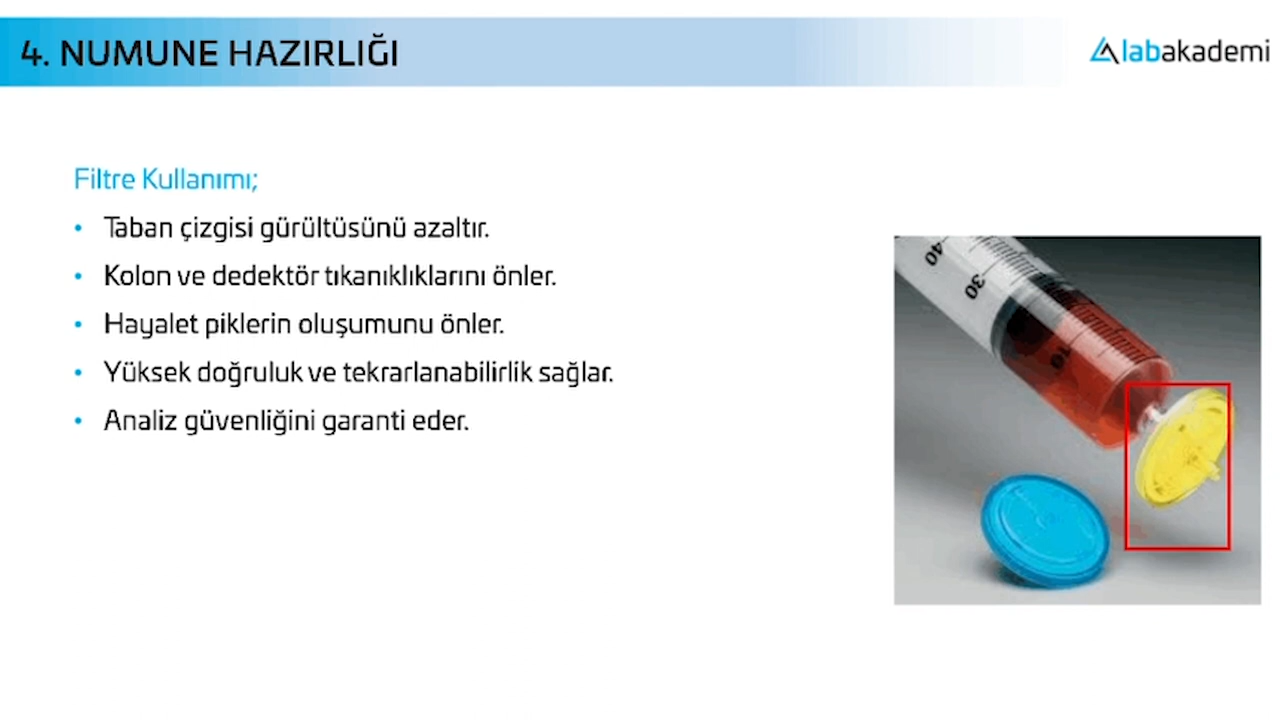 4. NUMUNE HAZIRLIĞI
labakademi
Filtre Kullanımı;
• Taban çizgisi gürültüsünü azaltır.
• Kolon ve dedektör tıkanıklıklarını önler.
• Hayalet piklerin oluşumunu önler.
• Yüksek doğruluk ve tekrarlanabilirlik sağlar.
• Analiz güvenliğini garanti eder.
40
30
10